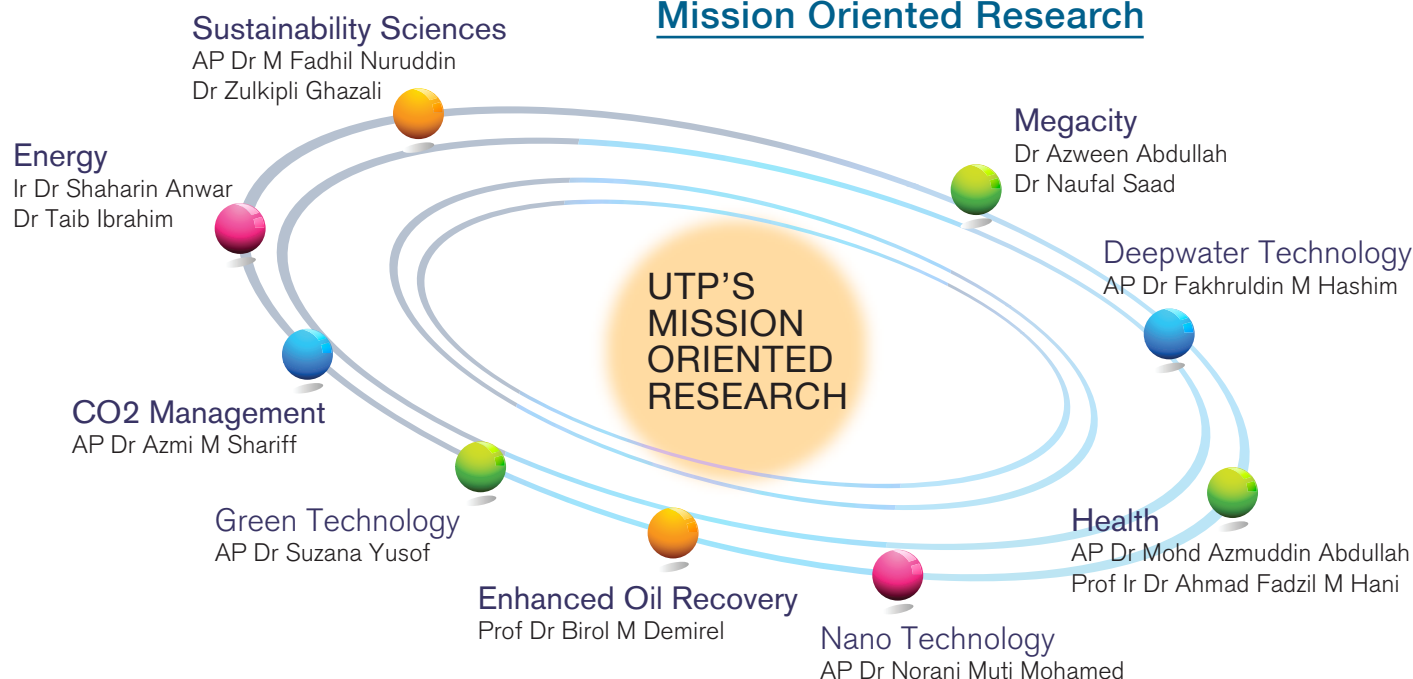 Mission Oriented Research
Sustainability Sciences
AP Dr M Fadhil Nuruddin
Dr Zulkipli Ghazali
Megacity
Dr Azween Abdullah
Dr Naufal Saad
Energy
Ir Dr Shaharin Anwar
Dr Taib Ibrahim
Deepwater Technology
AP Dr Fakhruldin M Hashim
UTP'S
MISSION
ORIENTED
RESEARCH
CO2 Management
AP Dr Azmi M Shariff
Green Technology
AP Dr Suzana Yusof
Health
AP Dr Mohd Azmuddin Abdullah
Prof Ir Dr Ahmad Fadzil M Hani
Enhanced Oil Recovery
Prof Dr Birol M Demirel
Nano Technology
AP Dr Norani Muti Mohamed